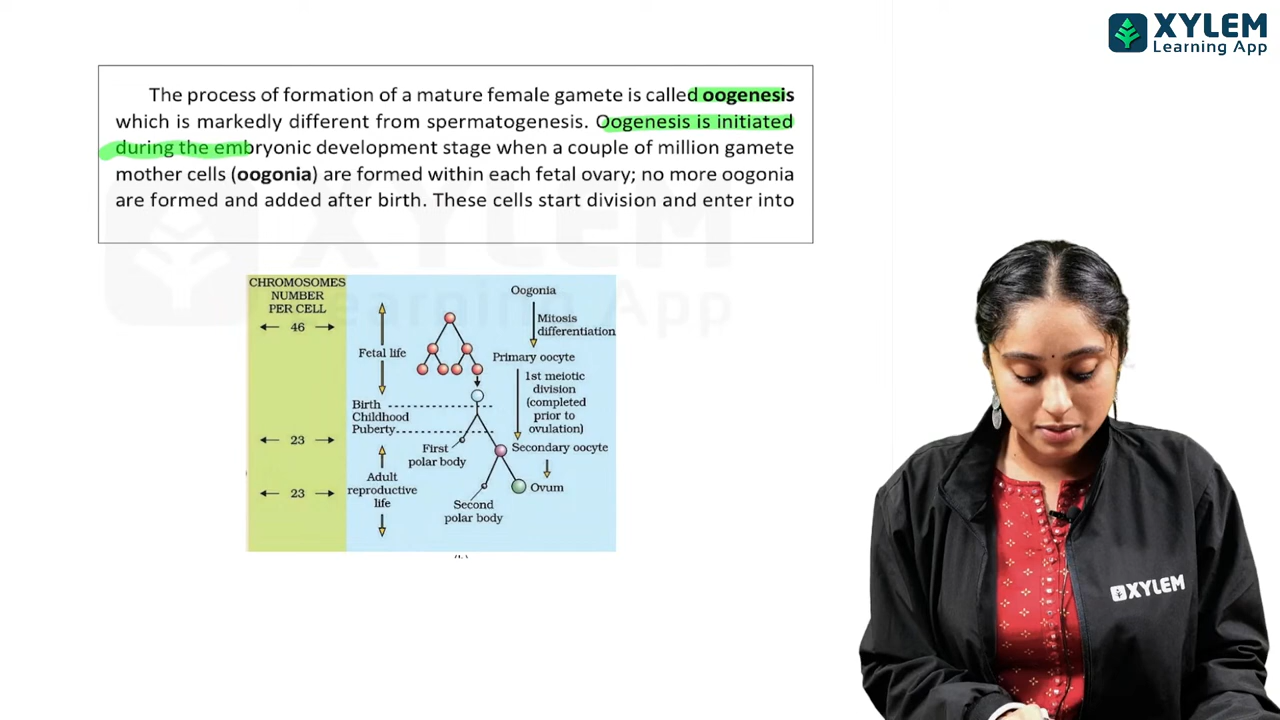 XYLEM
Learning App
The process of formation of a mature female gamete is called oogenesis
which is markedly different from spermatogenesis. Oogenesis is initiated
during the embryonic development stage when a couple of million gamete
mother cells (oogonia) are formed within each fetal ovary; no more oogonia
are formed and added after birth. These cells start division and enter into
XYLEM
Learning App
CHROMOSOMES
NUMBER
PER CELL
46
23
23
Fetal life
Birth
Childhood
Puberty
Adult
reproductive
life
First
polar body
Second
polar body
Oogonia
Mitosis
differentiation
Primary oocyte
1st meiotic
division
(completed
prior to
ovulation)
Secondary oocyte
Ovum
XYLEM